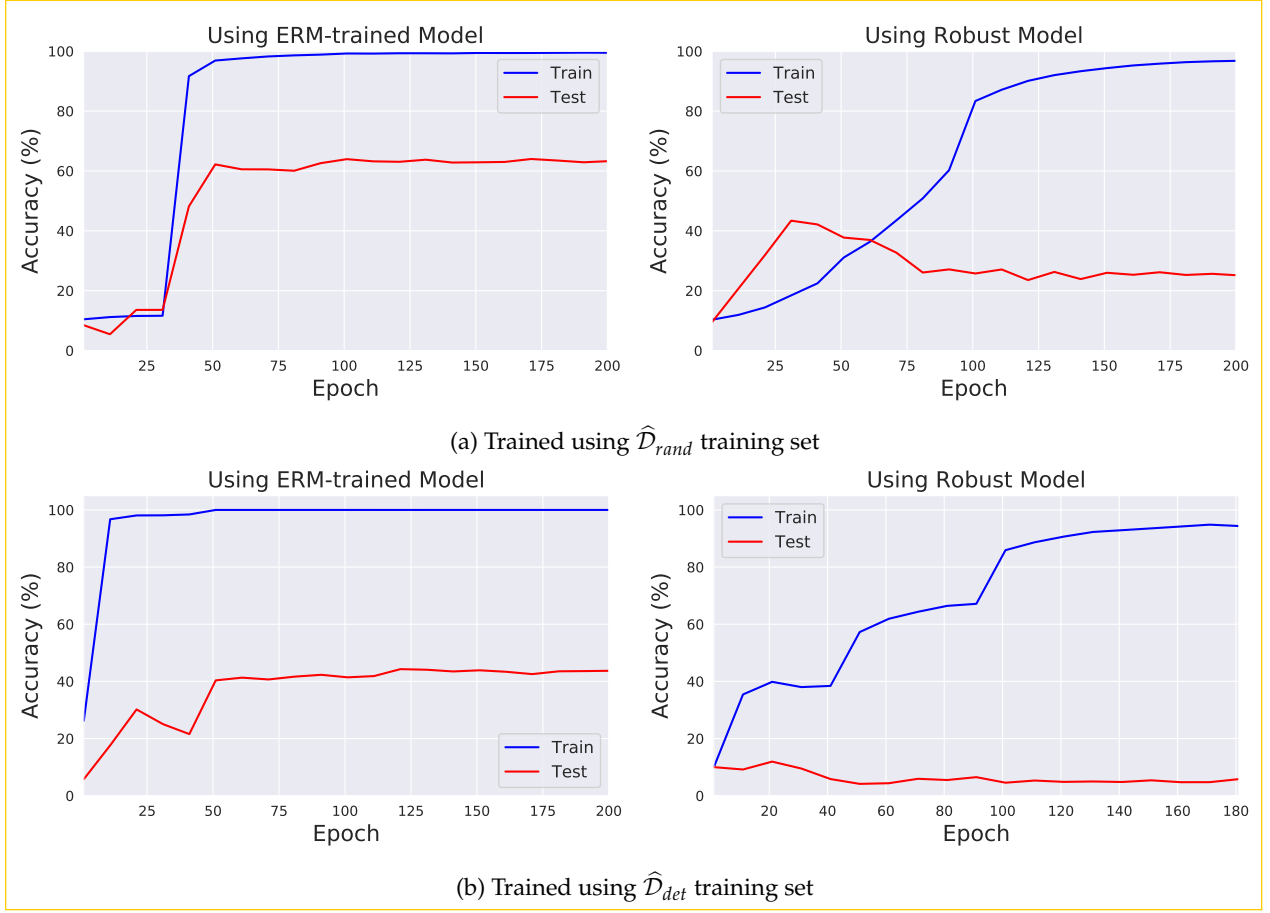 Using ERM-trained Model
Accuracy (%)
100
80
60
40
20
0
Train
Test
25 50 75 100 125 150 175 200
Epoch
Using Robust Model
Accuracy (%)
100
80
60
40
20
0
Train
Test
25 50 75 100 125 150 175 200
Epoch
(a) Trained using $\widehat{\mathcal{D}}_{rand}$ training set
Using ERM-trained Model
Accuracy (%)
100
80
60
40
20
0
Train
Test
25 50 75 100 125 150 175 200
Epoch
Using Robust Model
Accuracy (%)
100
80
60
40
20
0
Train
Test
20 40 60 80 100 120 140 160 180
Epoch
(b) Trained using $\widehat{\mathcal{D}}_{det}$ training set